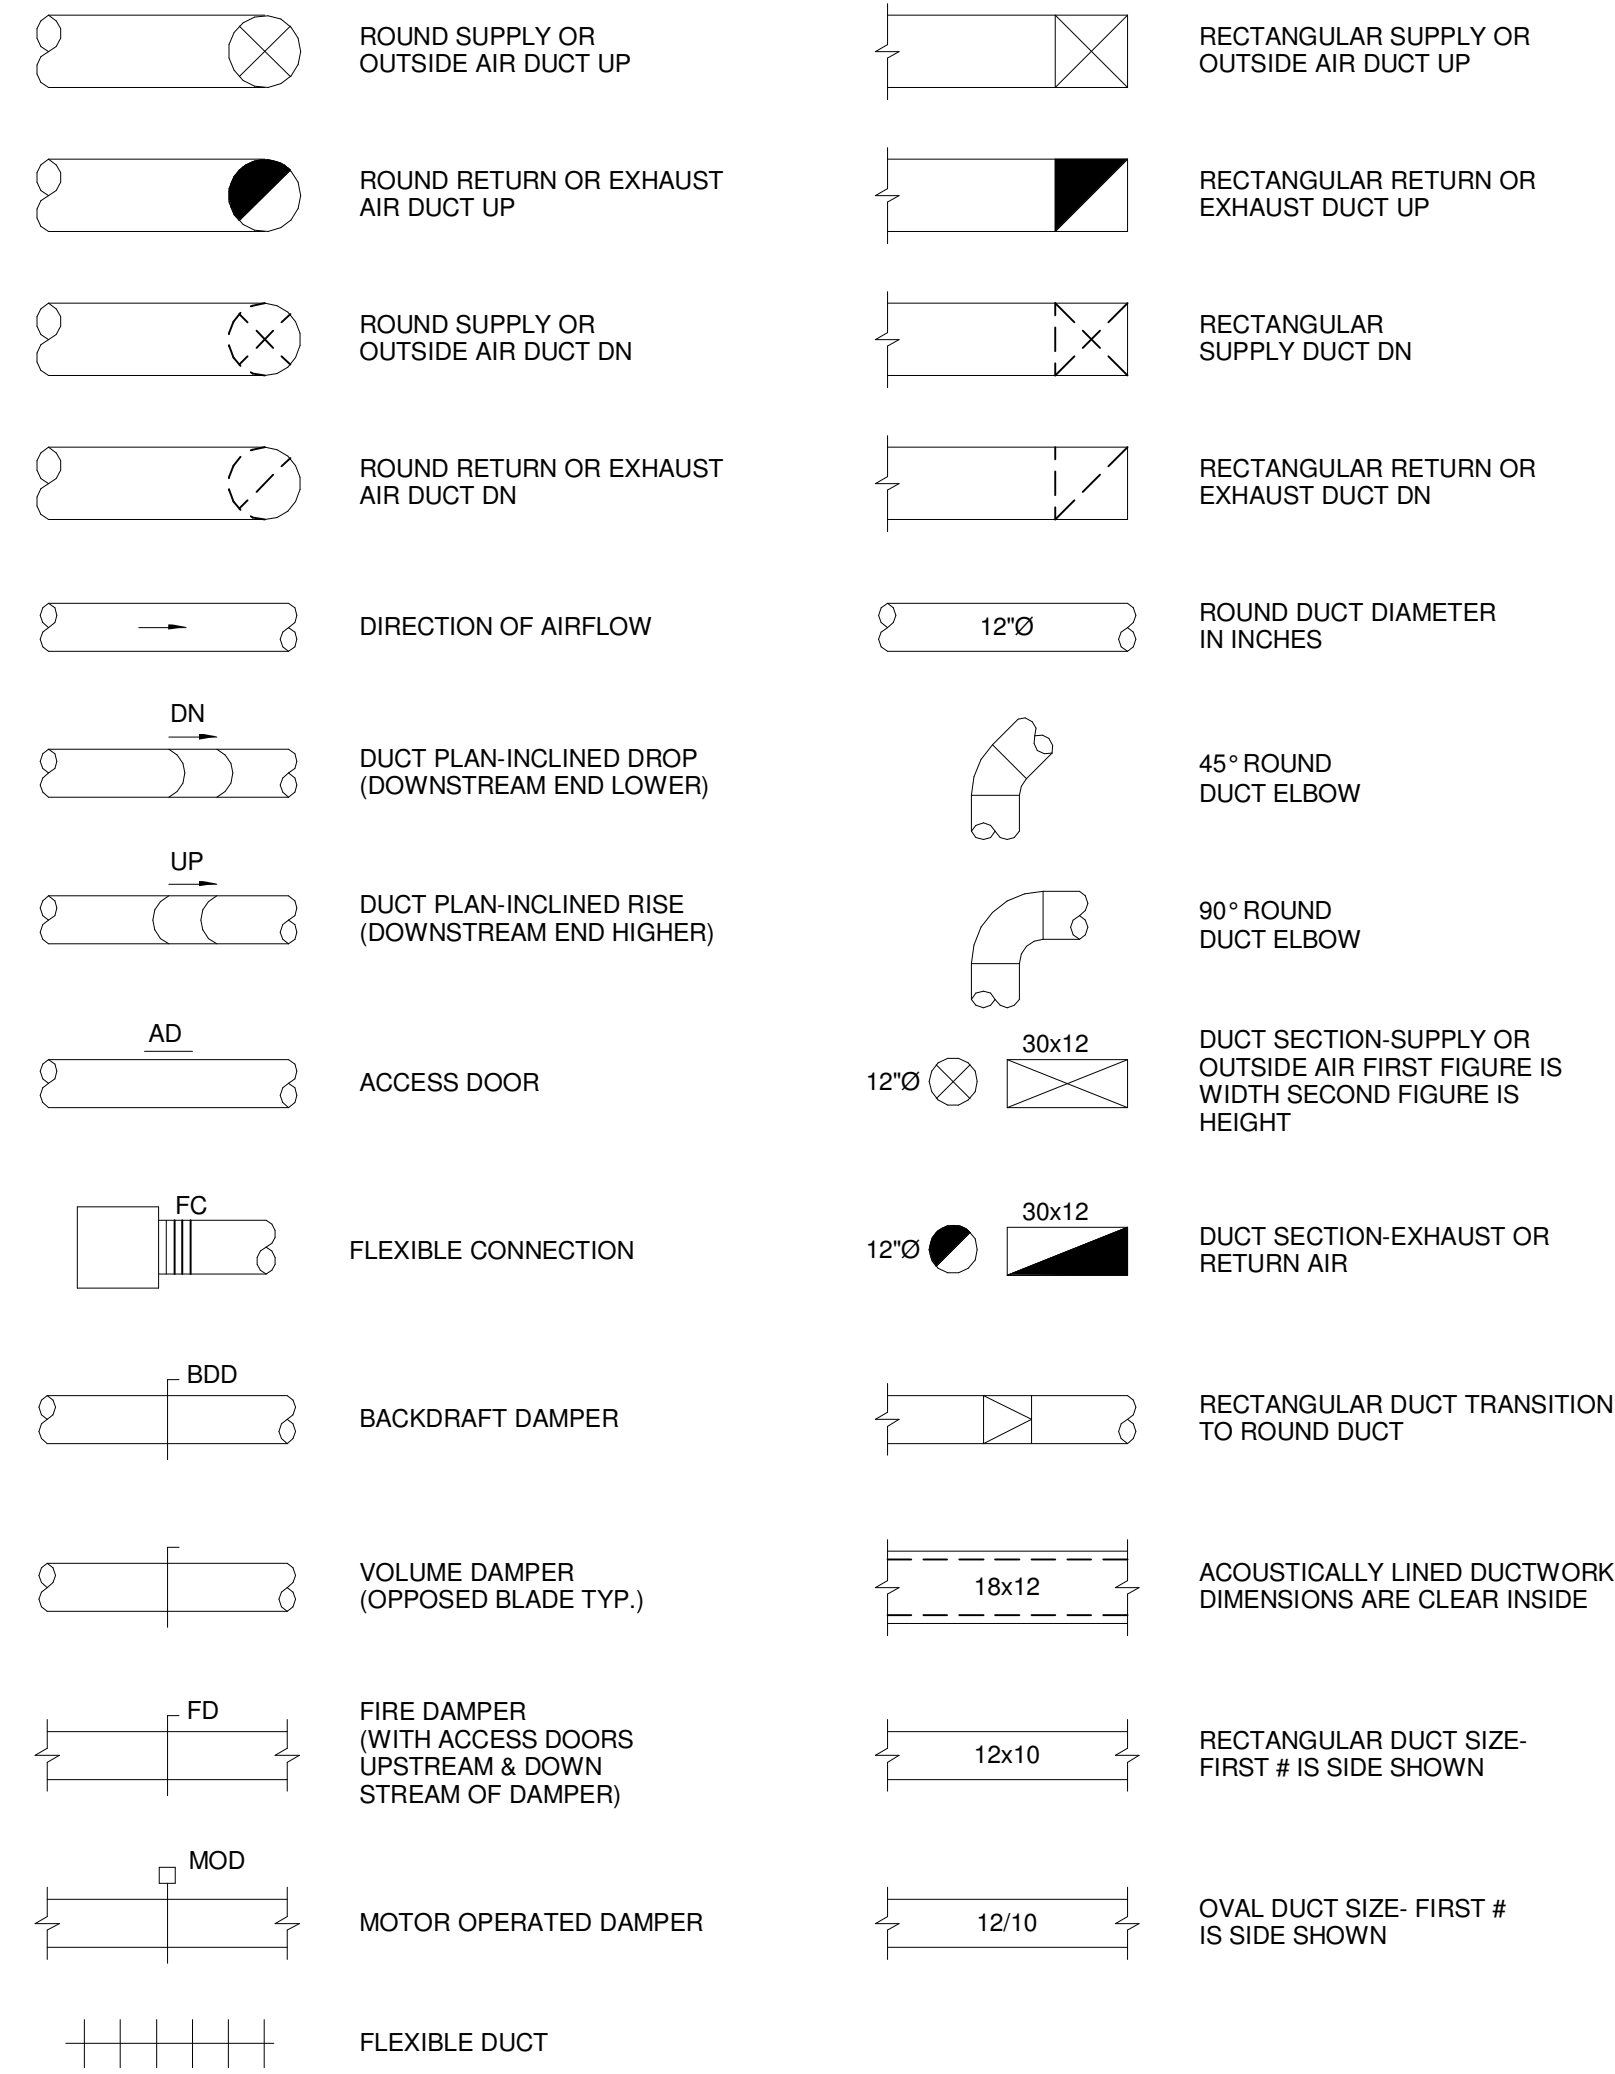 ROUND SUPPLY OR
OUTSIDE AIR DUCT UP
RECTANGULAR SUPPLY OR
OUTSIDE AIR DUCT UP
ROUND RETURN OR EXHAUST
AIR DUCT UP
RECTANGULAR RETURN OR
EXHAUST DUCT UP
ROUND SUPPLY OR
OUTSIDE AIR DUCT DN
RECTANGULAR
SUPPLY DUCT DN
ROUND RETURN OR EXHAUST
AIR DUCT DN
RECTANGULAR RETURN OR
EXHAUST DUCT DN
DIRECTION OF AIRFLOW
12"Ø
ROUND DUCT DIAMETER
IN INCHES
DN
DUCT PLAN-INCLINED DROP
(DOWNSTREAM END LOWER)
45° ROUND
DUCT ELBOW
UP
DUCT PLAN-INCLINED RISE
(DOWNSTREAM END HIGHER)
90° ROUND
DUCT ELBOW
AD
ACCESS DOOR
12"Ø
30x12
DUCT SECTION-SUPPLY OR
OUTSIDE AIR FIRST FIGURE IS
WIDTH SECOND FIGURE IS
HEIGHT
FC
FLEXIBLE CONNECTION
12"Ø
30x12
DUCT SECTION-EXHAUST OR
RETURN AIR
BDD
BACKDRAFT DAMPER
RECTANGULAR DUCT TRANSITION
TO ROUND DUCT
VOLUME DAMPER
(OPPOSED BLADE TYP.)
18x12
ACOUSTICALLY LINED DUCTWORK
DIMENSIONS ARE CLEAR INSIDE
FD
FIRE DAMPER
(WITH ACCESS DOORS
UPSTREAM & DOWN
STREAM OF DAMPER)
12x10
RECTANGULAR DUCT SIZE-
FIRST # IS SIDE SHOWN
MOD
MOTOR OPERATED DAMPER
12/10
OVAL DUCT SIZE- FIRST #
IS SIDE SHOWN
FLEXIBLE DUCT